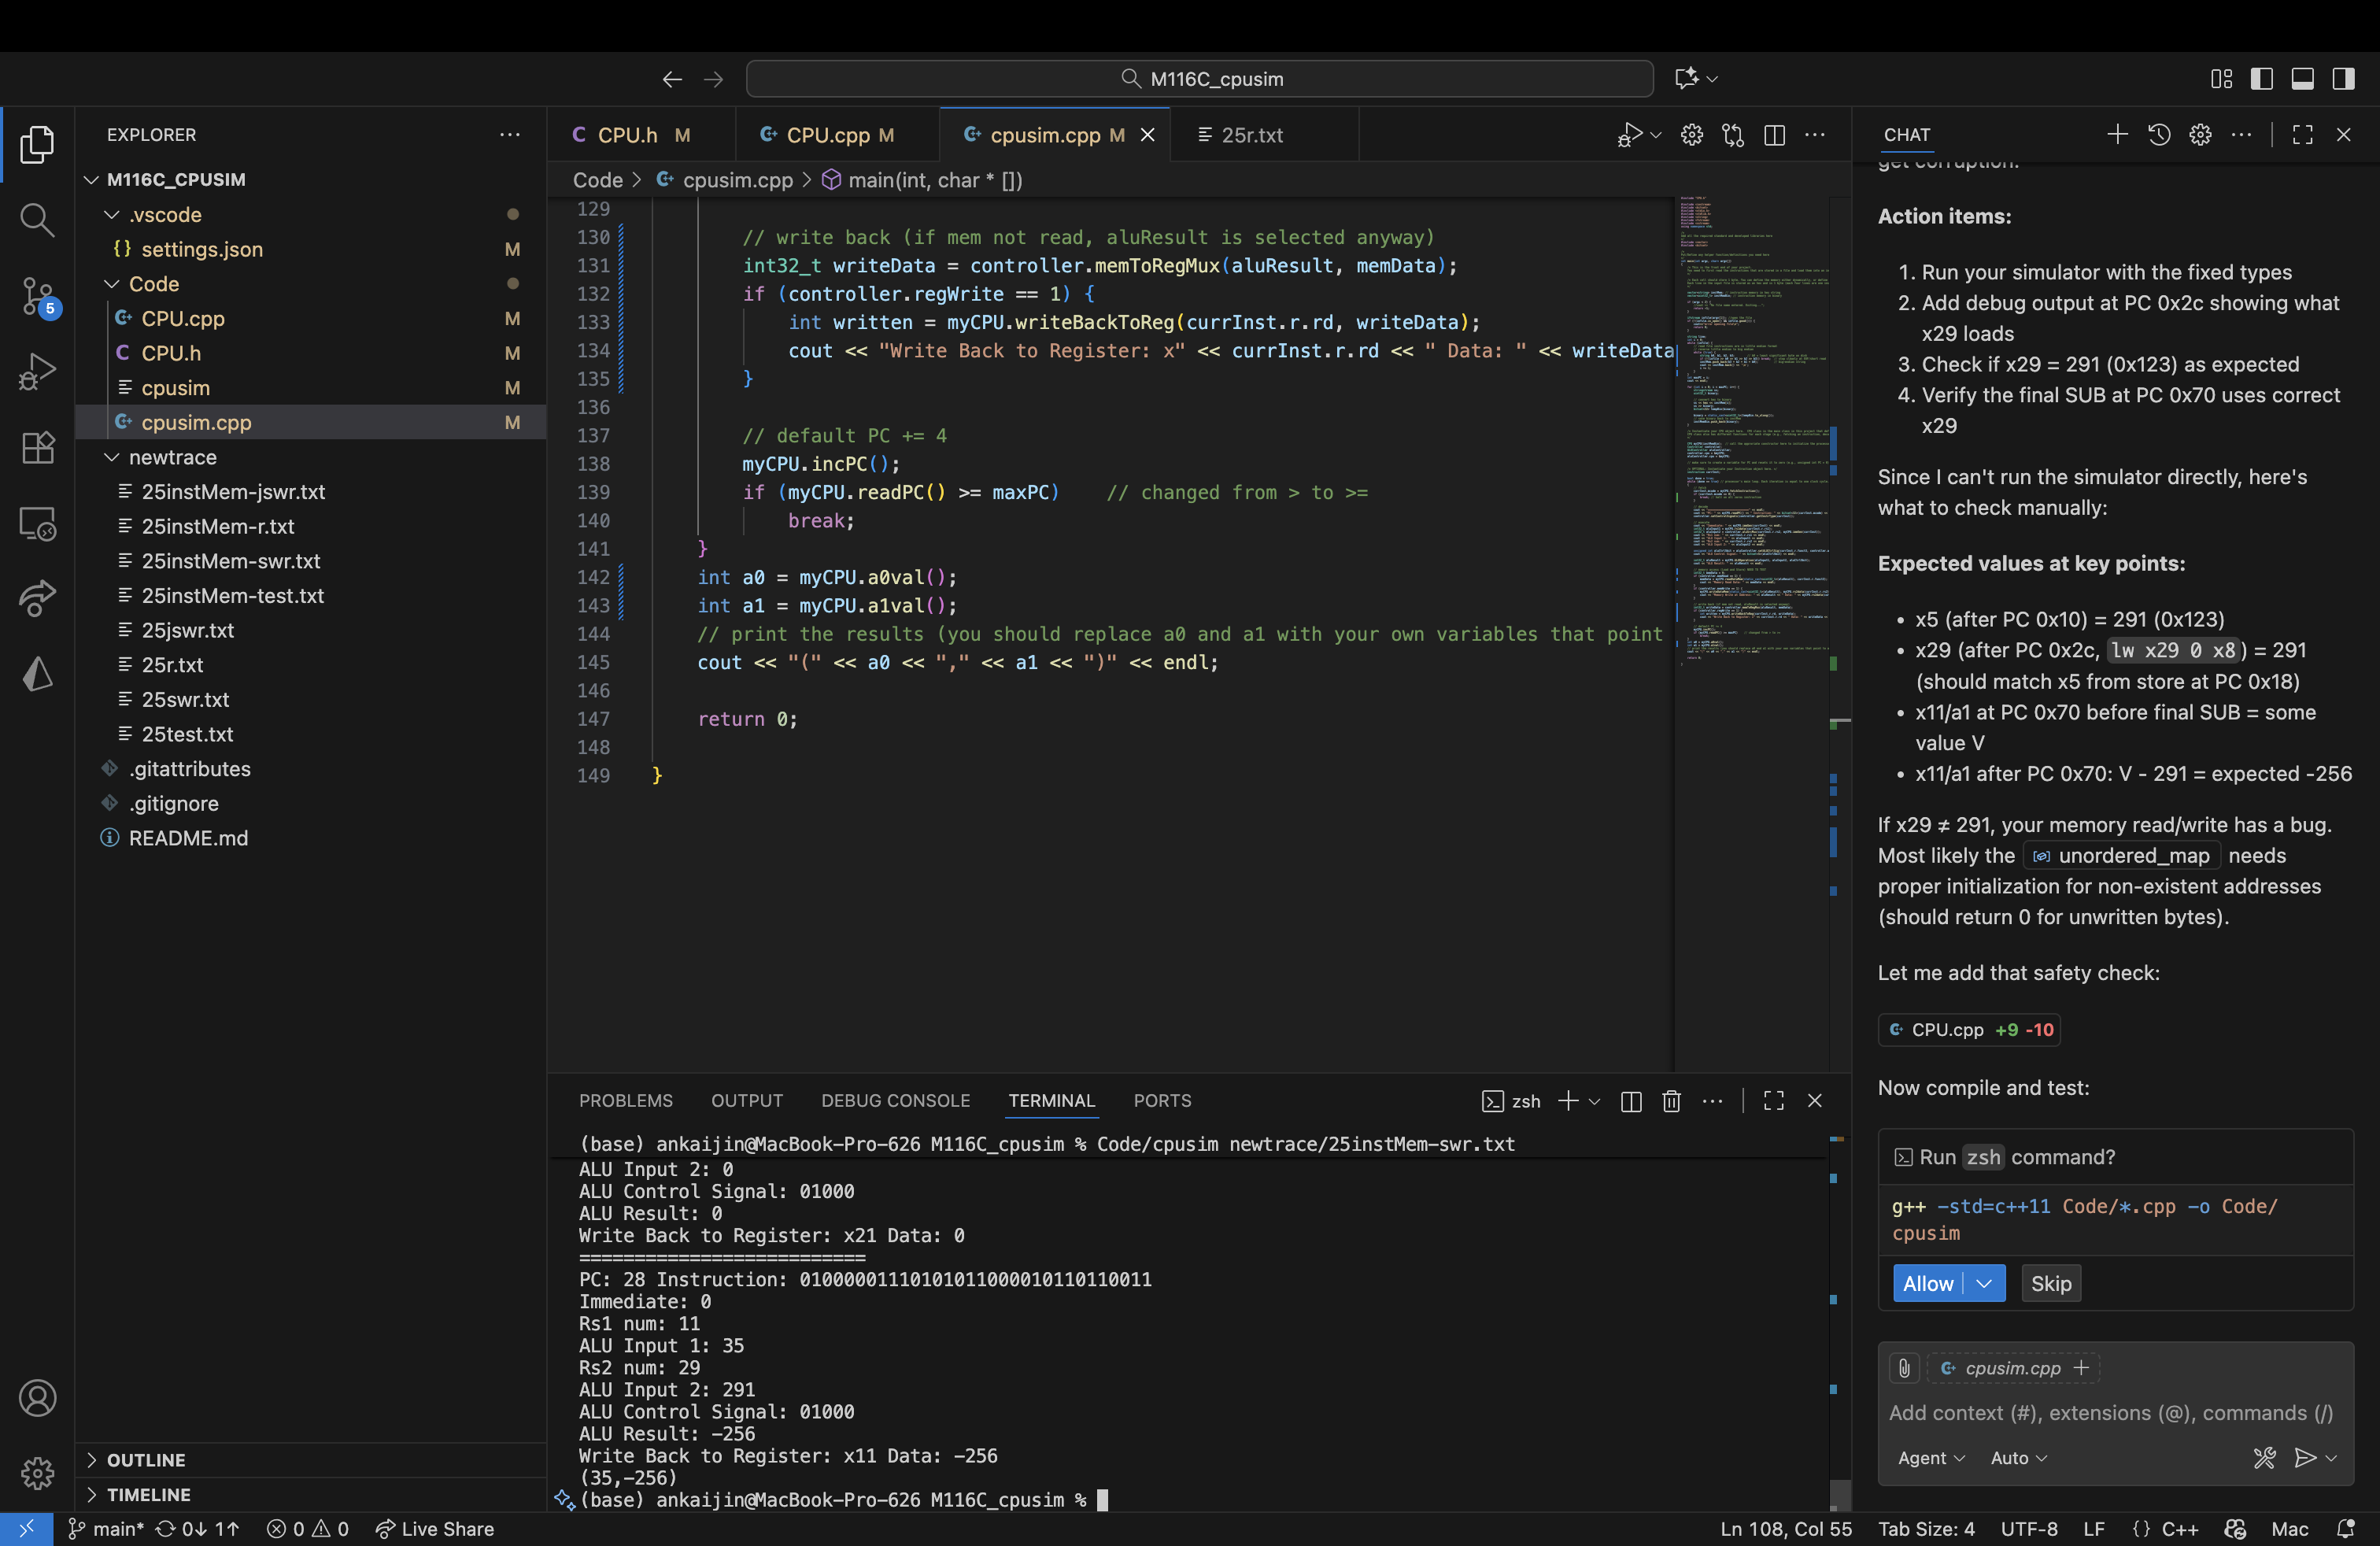 M116C_cpusim
EXPLORER
M116C_CPUSIM
.vscode
{} settings.json M
Code
CPU.cpp M
C CPU.h M
cpusim M
cpusim.cpp M
newtrace
25instMem-jswr.txt
25instMem-r.txt
25instMem-swr.txt
25instMem-test.txt
25jswr.txt
25r.txt
25swr.txt
25test.txt
.gitattributes
.gitignore
README.md
OUTLINE
TIMELINE
5
C CPU.h M
CPU.cpp M
cpusim.cpp M
25r.txt
Code > cpusim.cpp > main(int, char * [])
129
130 // write back (if mem not read, aluResult is selected anyway)
131 int32_t writeData = controller.memToRegMux(aluResult, memData);
132 if (controller.regWrite == 1) {
133 int written = myCPU.writeBackToReg(currInst.r.rd, writeData);
134 cout << "Write Back to Register: x" << currInst.r.rd << " Data: " << writeData
135 }
136
137 // default PC += 4
138 myCPU.incPC();
139 if (myCPU.readPC() >= maxPC) // changed from > to >=
140 break;
141 }
142 int a0 = myCPU.a0val();
143 int a1 = myCPU.a1val();
144 // print the results (you should replace a0 and a1 with your own variables that point
145 cout << "(" << a0 << "," << a1 << ")" << endl;
146
147 return 0;
148
149 }
PROBLEMS OUTPUT DEBUG CONSOLE TERMINAL PORTS
zsh
(base) ankaijin@MacBook-Pro-626 M116C_cpusim % Code/cpusim newtrace/25instMem-swr.txt
ALU Input 2: 0
ALU Control Signal: 01000
ALU Result: 0
Write Back to Register: x21 Data: 0
==========================
PC: 28 Instruction: 01000001110101011000010110110011
Immediate: 0
Rs1 num: 11
ALU Input 1: 35
Rs2 num: 29
ALU Input 2: 291
ALU Control Signal: 01000
ALU Result: -256
Write Back to Register: x11 Data: -256
(35,-256)
(base) ankaijin@MacBook-Pro-626 M116C_cpusim %
CHAT
get corruption.
Action items:
1. Run your simulator with the fixed types
2. Add debug output at PC 0x2c showing what
x29 loads
3. Check if x29 = 291 (0x123) as expected
4. Verify the final SUB at PC 0x70 uses correct
x29
Since I can't run the simulator directly, here's
what to check manually:
Expected values at key points:
• x5 (after PC 0x10) = 291 (0x123)
• x29 (after PC 0x2c, lw x29 0 x8) = 291
(should match x5 from store at PC 0x18)
• x11/a1 at PC 0x70 before final SUB = some
value V
• x11/a1 after PC 0x70: V - 291 = expected -256
If x29 ≠ 291, your memory read/write has a bug.
Most likely the unordered_map needs
proper initialization for non-existent addresses
(should return 0 for unwritten bytes).
Let me add that safety check:
CPU.cpp +9 -10
Now compile and test:
Run zsh command?
g++ -std=c++11 Code/*.cpp -o Code/
cpusim
Allow
Skip
cpusim.cpp
Add context (#), extensions (@), commands (/)
Agent Auto
main* 0↓ 1↑ 0 0 Live Share
Ln 108, Col 55 Tab Size: 4 UTF-8 LF {} C++ Mac